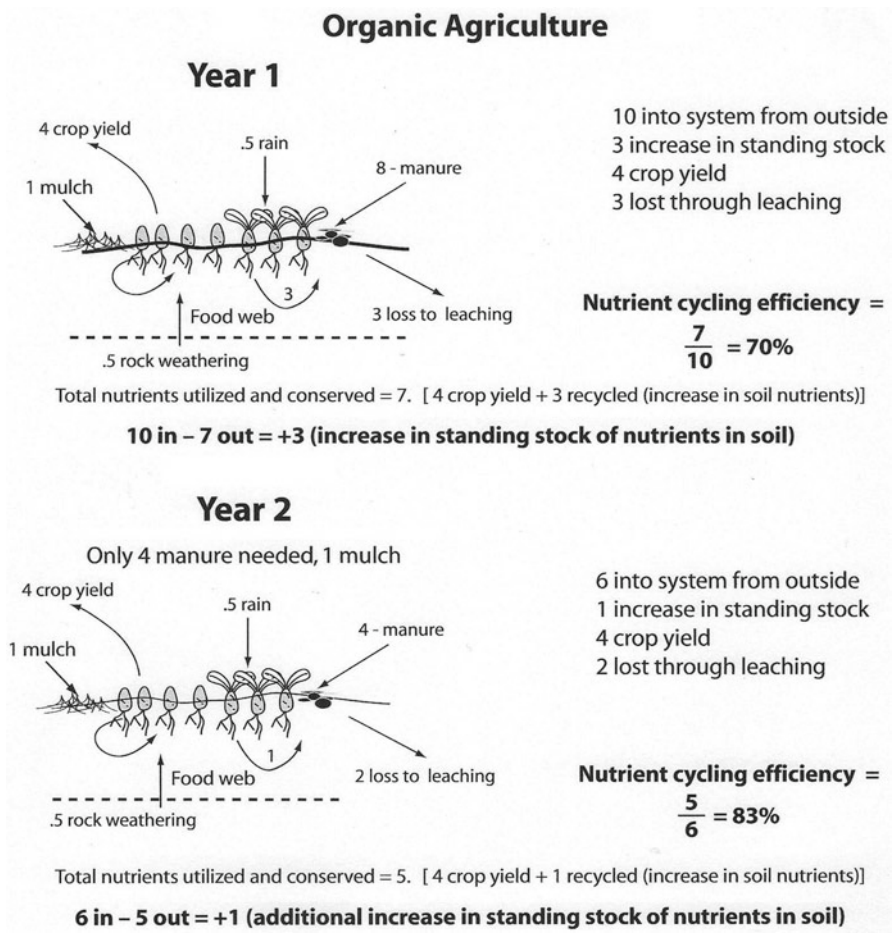 Organic Agriculture
Year 1
4 crop yield
.5 rain
8 - manure
1 mulch
3
Food web
3 loss to leaching
.5 rock weathering
10 into system from outside
3 increase in standing stock
4 crop yield
3 lost through leaching
Nutrient cycling efficiency =
7
10
= 70%
Total nutrients utilized and conserved = 7. [ 4 crop yield + 3 recycled (increase in soil nutrients)]
10 in – 7 out = +3 (increase in standing stock of nutrients in soil)
Year 2
Only 4 manure needed, 1 mulch
4 crop yield
.5 rain
4 - manure
1 mulch
1
Food web
2 loss to leaching
.5 rock weathering
6 into system from outside
1 increase in standing stock
4 crop yield
2 lost through leaching
Nutrient cycling efficiency =
5
6
= 83%
Total nutrients utilized and conserved = 5. [ 4 crop yield + 1 recycled (increase in soil nutrients)]
6 in – 5 out = +1 (additional increase in standing stock of nutrients in soil)